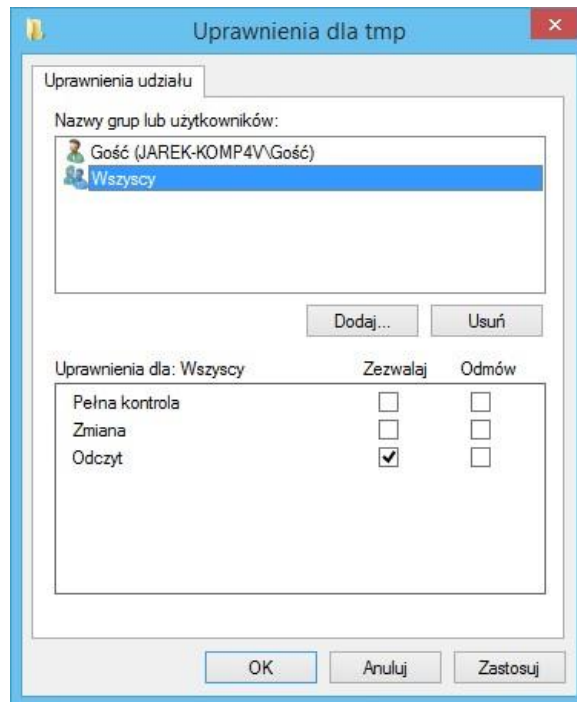 Uprawnienia dla tmp
Uprawnienia udziału
Nazwy grup lub użytkowników:
Gość (JAREK-KOMP4V\Gość)
Wszyscy
Dodaj... Usuń
Uprawnienia dla: Wszyscy Zezwalaj Odmów
Pełna kontrola
Zmiana
Odczyt
OK Anuluj Zastosuj